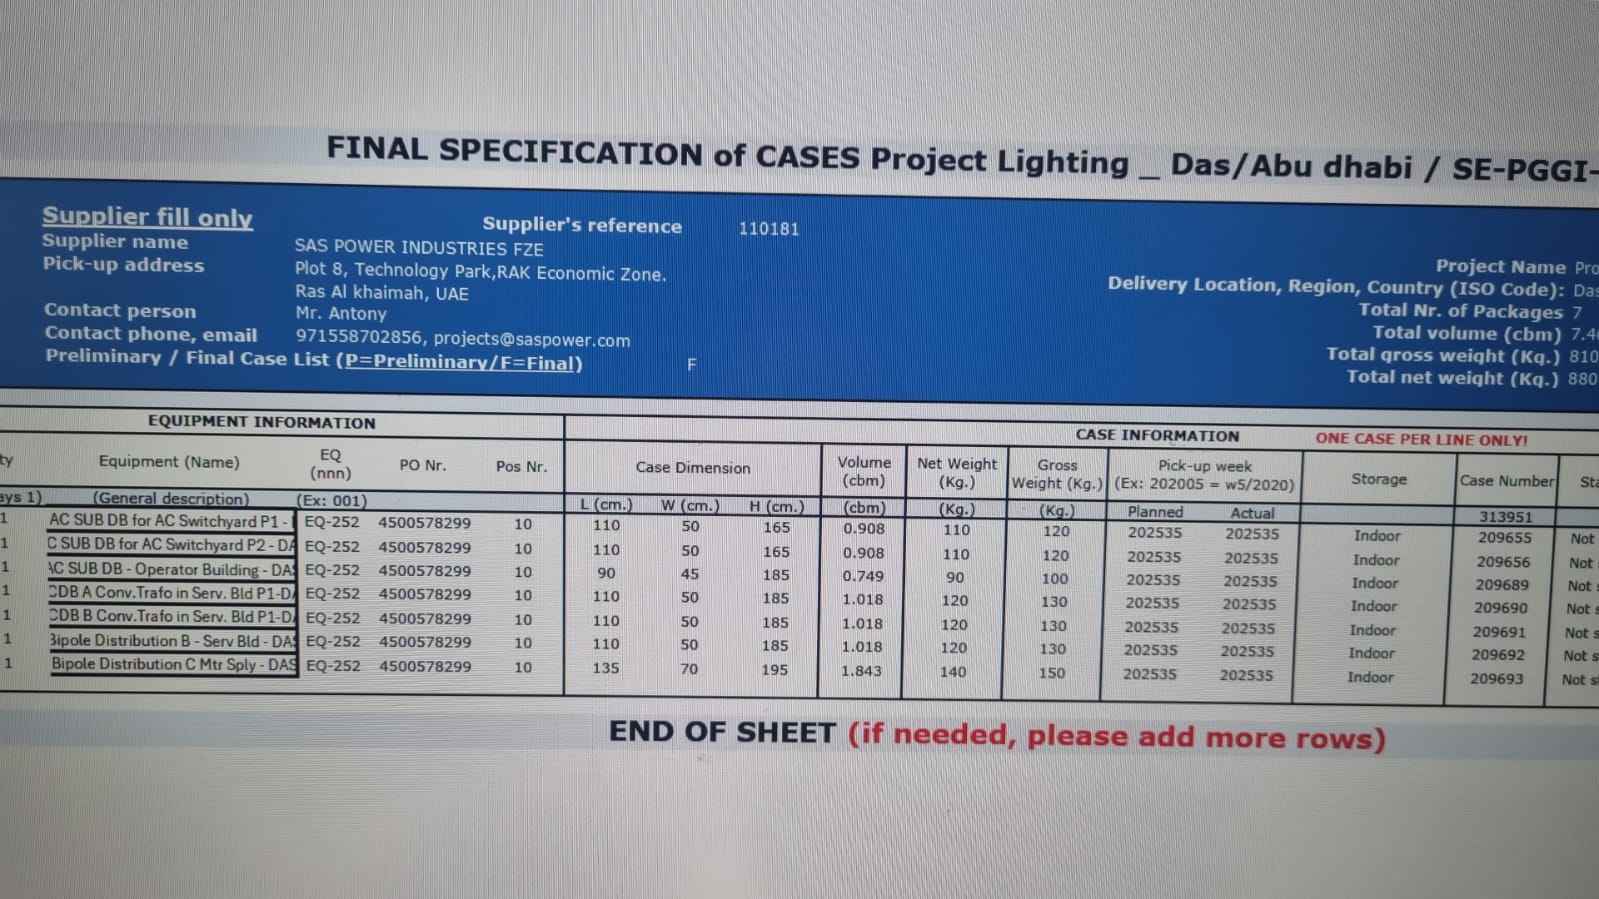 FINAL SPECIFICATION of CASES Project Lighting _ Das/Abu dhabi / SE-PGGI-
Supplier fill only
Supplier's reference 110181
Supplier name SAS POWER INDUSTRIES FZE
Pick-up address Plot 8, Technology Park,RAK Economic Zone.
Ras Al khaimah, UAE
Contact person Mr. Antony
Contact phone, email 971558702856, projects@saspower.com
Preliminary / Final Case List (P=Preliminary/F=Final) F
Project Name Pro
Delivery Location, Region, Country (ISO Code): Das
Total Nr. of Packages 7
Total volume (cbm) 7.4
Total gross weight (Kg.) 810
Total net weight (Kg.) 880
EQUIPMENT INFORMATION CASE INFORMATION ONE CASE PER LINE ONLY!
ty Equipment (Name) EQ (nnn) PO Nr. Pos Nr. Case Dimension Volume (cbm) Net Weight (Kg.) Gross Weight (Kg.) Pick-up week (Ex: 202005 = w5/2020) Storage Case Number Sta
ays 1) (General description) (Ex: 001) L (cm.) W (cm.) H (cm.) (cbm) (Kg.) (Kg.) Planned Actual 313951
1 AC SUB DB for AC Switchyard P1 - EQ-252 4500578299 10 110 50 165 0.908 110 120 202535 202535 Indoor 209655 Not
1 C SUB DB for AC Switchyard P2 - DA EQ-252 4500578299 10 110 50 165 0.908 110 120 202535 202535 Indoor 209656 Not
1 AC SUB DB - Operator Building - DAS EQ-252 4500578299 10 90 45 185 0.749 90 100 202535 202535 Indoor 209689 Not s
1 CDB A Conv.Trafo in Serv. Bld P1-DA EQ-252 4500578299 10 110 50 185 1.018 120 130 202535 202535 Indoor 209690 Not s
1 CDB B Conv.Trafo in Serv. Bld P1-DA EQ-252 4500578299 10 110 50 185 1.018 120 130 202535 202535 Indoor 209691 Not s
1 Bipole Distribution B - Serv Bld - DAS EQ-252 4500578299 10 110 50 185 1.018 120 130 202535 202535 Indoor 209692 Not s
1 Bipole Distribution C Mtr Sply - DAS EQ-252 4500578299 10 135 70 195 1.843 140 150 202535 202535 Indoor 209693 Not s
END OF SHEET (if needed, please add more rows)